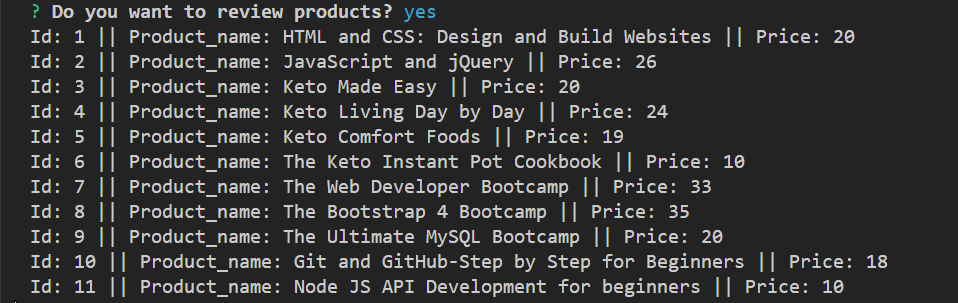 ? Do you want to review products? yes
Id: 1 || Product_name: HTML and CSS: Design and Build Websites || Price: 20
Id: 2 || Product_name: JavaScript and jQuery || Price: 26
Id: 3 || Product_name: Keto Made Easy || Price: 20
Id: 4 || Product_name: Keto Living Day by Day || Price: 24
Id: 5 || Product_name: Keto Comfort Foods || Price: 19
Id: 6 || Product_name: The Keto Instant Pot Cookbook || Price: 10
Id: 7 || Product_name: The Web Developer Bootcamp || Price: 33
Id: 8 || Product_name: The Bootstrap 4 Bootcamp || Price: 35
Id: 9 || Product_name: The Ultimate MySQL Bootcamp || Price: 20
Id: 10 || Product_name: Git and GitHub-Step by Step for Beginners || Price: 18
Id: 11 || Product_name: Node JS API Development for beginners || Price: 10